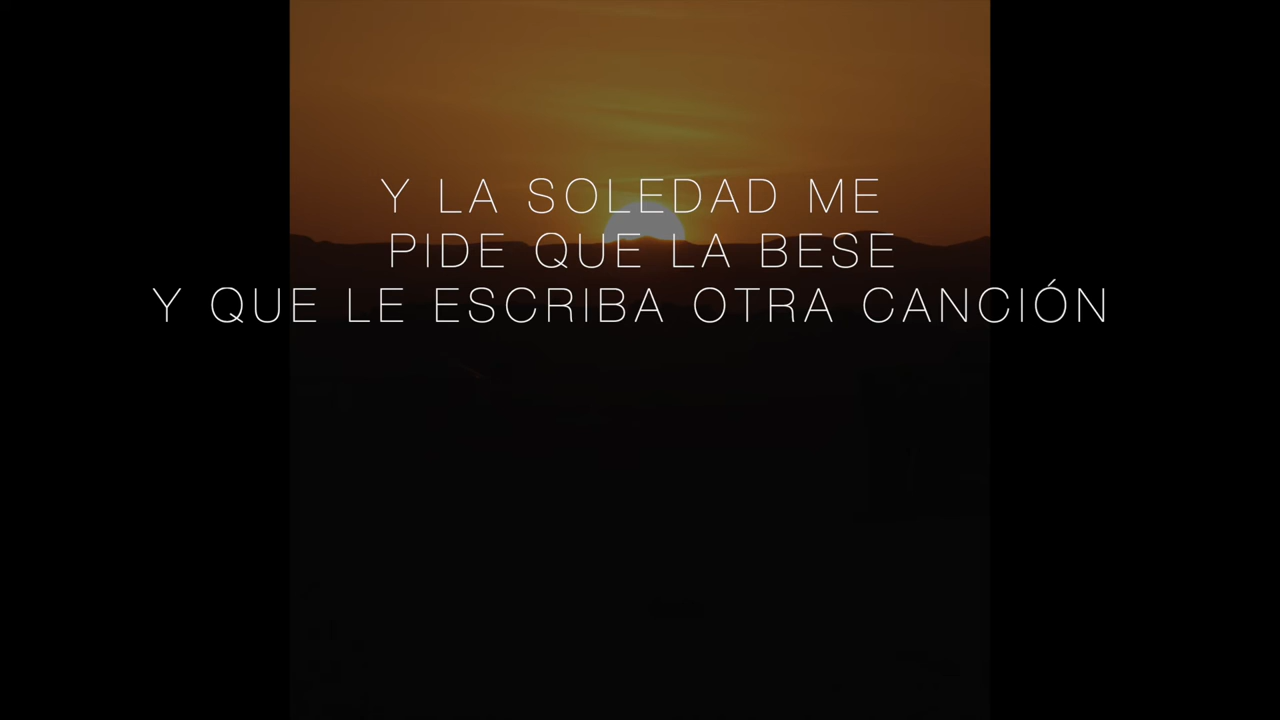 Y LA SOLEDAD ME
PIDE QUE LA BESE
Y QUE LE ESCRIBA OTRA CANCIÓN